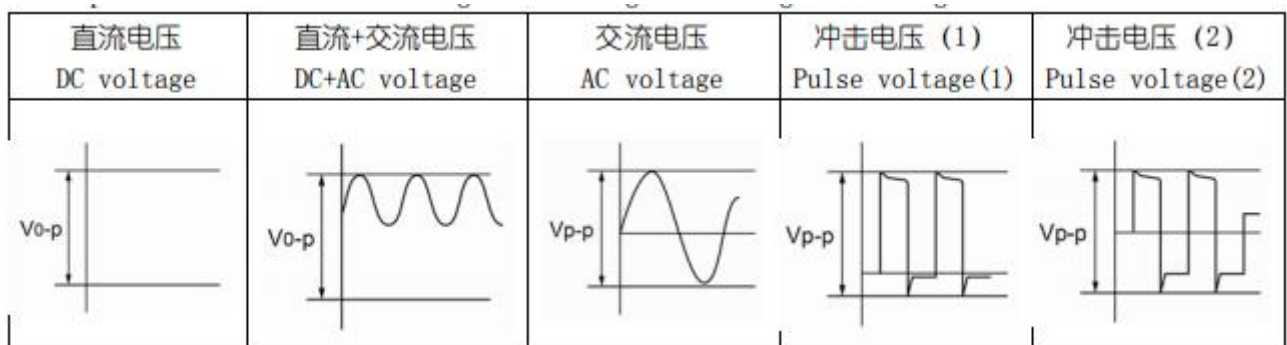 直流电压
DC voltage
直流+交流电压
DC+AC voltage
交流电压
AC voltage
冲击电压 (1)
Pulse voltage(1)
冲击电压 (2)
Pulse voltage(2)
Vo-p
Vo-p
Vp-p
Vp-p
Vp-p